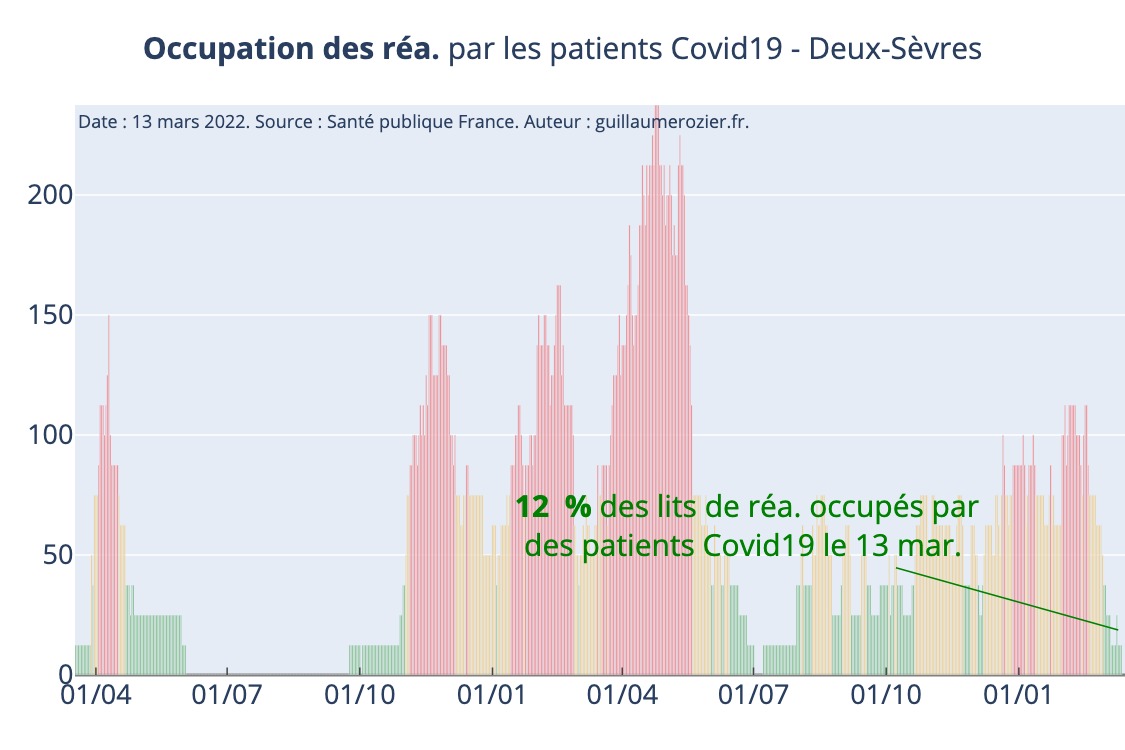 Occupation des réa. par les patients Covid19 - Deux-Sèvres
Date : 13 mars 2022. Source : Santé publique France. Auteur : guillaumerozier.fr.
200
150
100
12 % des lits de réa. occupés par
des patients Covid19 le 13 mar.
50
0
01/04 01/07 01/10 01/01 01/04 01/07 01/10 01/01